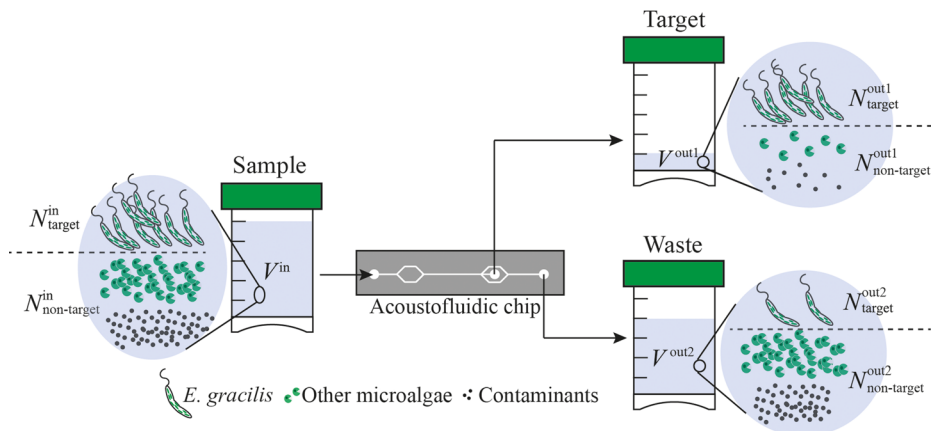 Target
N^out1_target
V^out1
N^out1_non-target
Sample
N^in_target
V^in
N^in_non-target
Acoustofluidic chip
Waste
N^out2_target
V^out2
N^out2_non-target
E. gracilis
Other microalgae
Contaminants